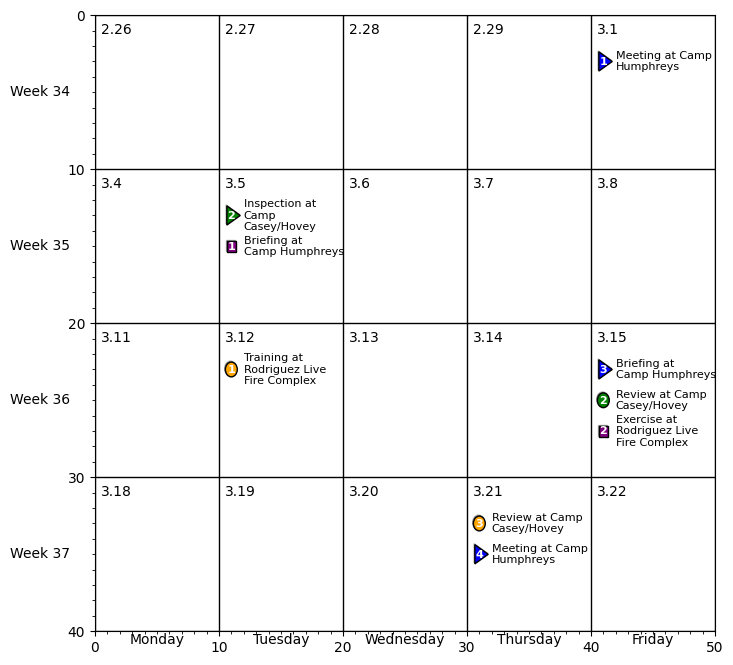 0
2.26
2.27
2.28
2.29
3.1
1 Meeting at Camp
Humphreys
Week 34
10
3.4
3.5
3.6
3.7
3.8
2 Inspection at
Camp
Casey/Hovey
1 Briefing at
Camp Humphreys
Week 35
20
3.11
3.12
3.13
3.14
3.15
1 Training at
Rodriguez Live
Fire Complex
3 Briefing at
Camp Humphreys
2 Review at Camp
Casey/Hovey
2 Exercise at
Rodriguez Live
Fire Complex
Week 36
30
3.18
3.19
3.20
3.21
3.22
3 Review at Camp
Casey/Hovey
4 Meeting at Camp
Humphreys
Week 37
40
Monday Tuesday Wednesday Thursday Friday
0 10 20 30 40 50